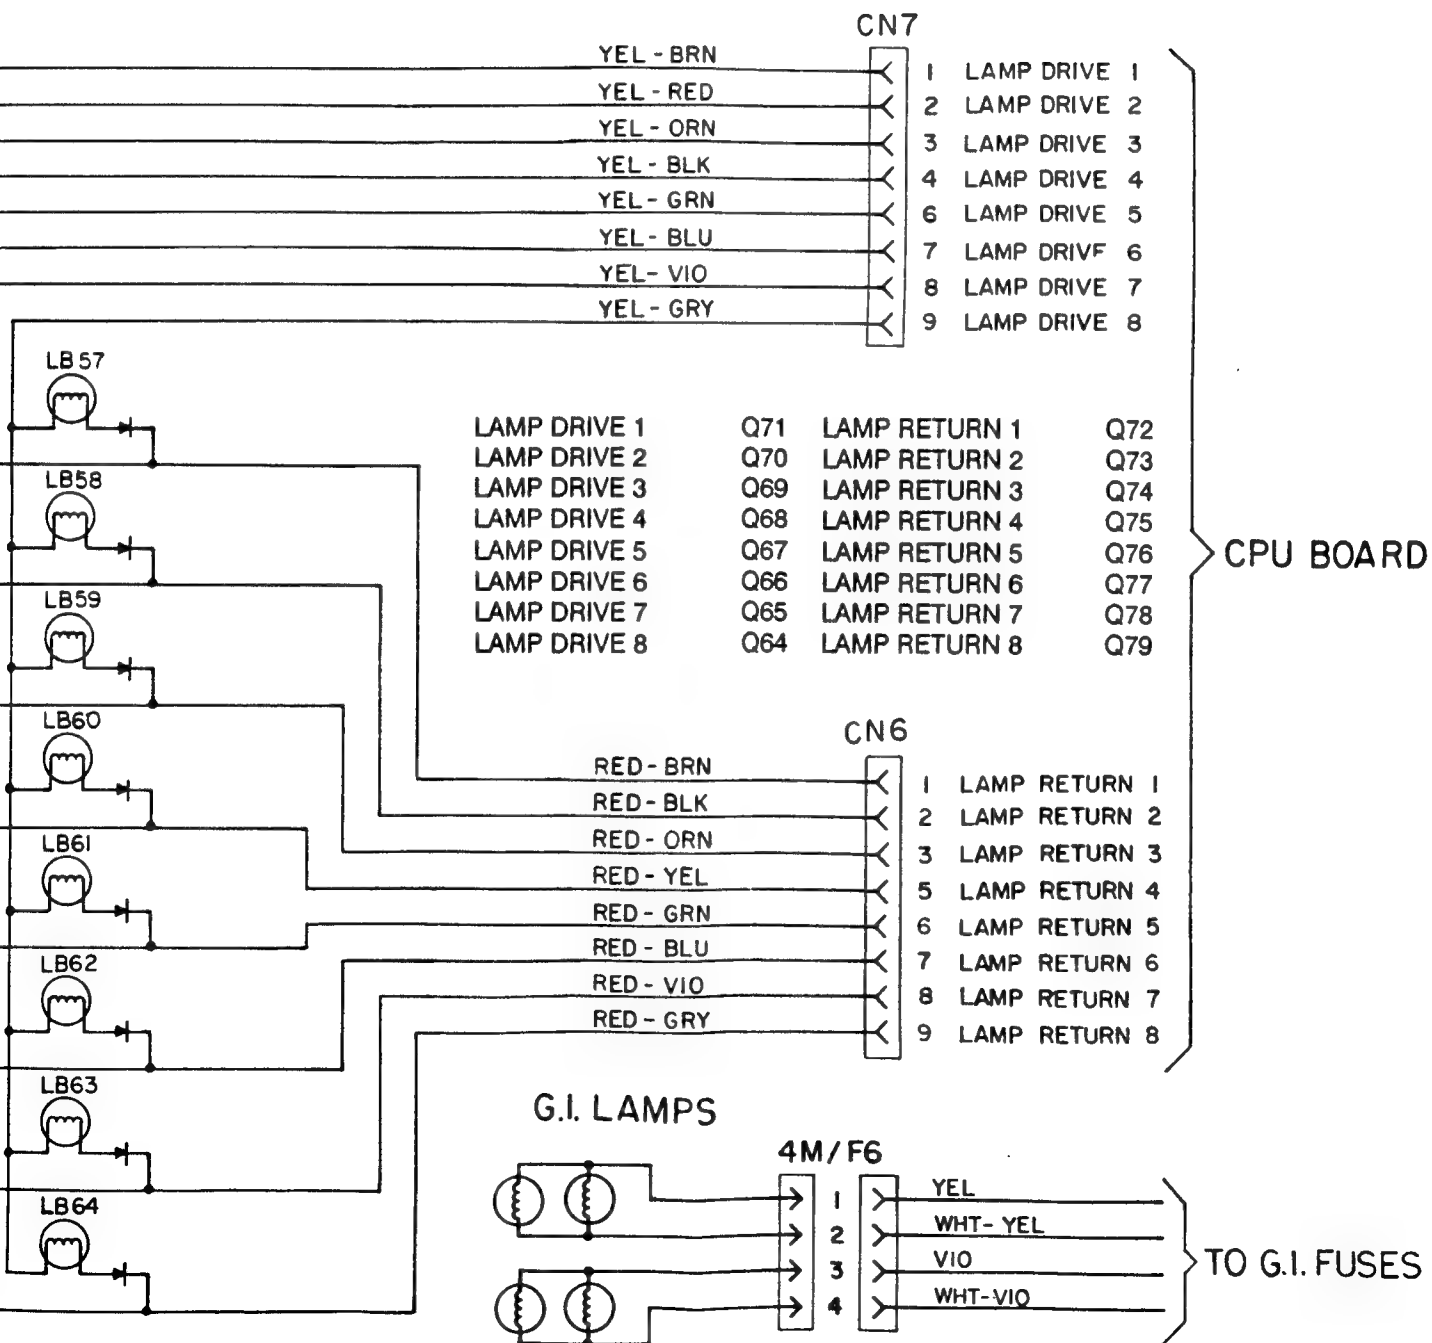 CN7
YEL - BRN
1 LAMP DRIVE 1
YEL - RED
2 LAMP DRIVE 2
YEL - ORN
3 LAMP DRIVE 3
YEL - BLK
4 LAMP DRIVE 4
YEL - GRN
6 LAMP DRIVE 5
YEL - BLU
7 LAMP DRIVE 6
YEL - VIO
8 LAMP DRIVE 7
YEL - GRY
9 LAMP DRIVE 8
LB57
LB58
LB59
LB60
LB61
LB62
LB63
LB64
LAMP DRIVE 1 Q71 LAMP RETURN 1 Q72
LAMP DRIVE 2 Q70 LAMP RETURN 2 Q73
LAMP DRIVE 3 Q69 LAMP RETURN 3 Q74
LAMP DRIVE 4 Q68 LAMP RETURN 4 Q75
LAMP DRIVE 5 Q67 LAMP RETURN 5 Q76
LAMP DRIVE 6 Q66 LAMP RETURN 6 Q77
LAMP DRIVE 7 Q65 LAMP RETURN 7 Q78
LAMP DRIVE 8 Q64 LAMP RETURN 8 Q79
CPU BOARD
CN6
RED - BRN
1 LAMP RETURN 1
RED - BLK
2 LAMP RETURN 2
RED - ORN
3 LAMP RETURN 3
RED - YEL
5 LAMP RETURN 4
RED - GRN
6 LAMP RETURN 5
RED - BLU
7 LAMP RETURN 6
RED - VIO
8 LAMP RETURN 7
RED - GRY
9 LAMP RETURN 8
G.I. LAMPS
4M/F6
1 YEL
2 WHT-YEL
3 VIO
4 WHT-VIO
TO G.I. FUSES